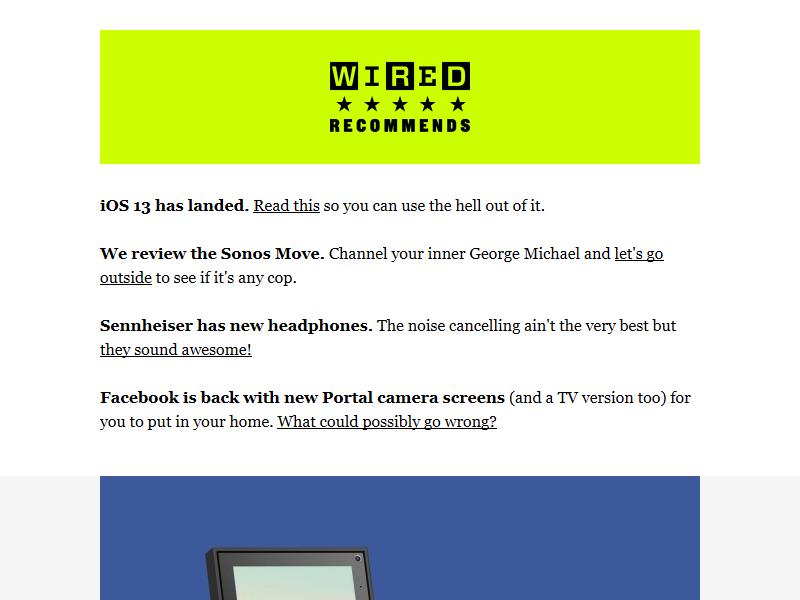 WIRED
RECOMMENDS
iOS 13 has landed. Read this so you can use the hell out of it.
We review the Sonos Move. Channel your inner George Michael and let's go
outside to see if it's any cop.
Sennheiser has new headphones. The noise cancelling ain't the very best but
they sound awesome!
Facebook is back with new Portal camera screens (and a TV version too) for
you to put in your home. What could possibly go wrong?